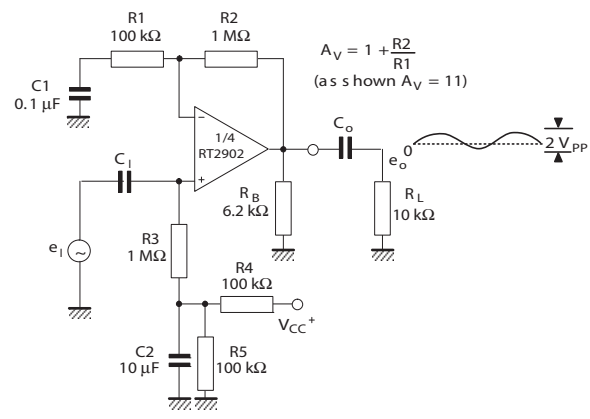 R1
100 kΩ
R2
1 MΩ
A_V = 1 + R2
R1
(as shown A_V = 11)
C1
0.1 µF
1/4
RT2902
C_I
C_o
e_o
0
2 V_PP
R_B
6.2 kΩ
R_L
10 kΩ
e_I
~
R3
1 MΩ
R4
100 kΩ
V_CC+
C2
10 µF
R5
100 kΩ